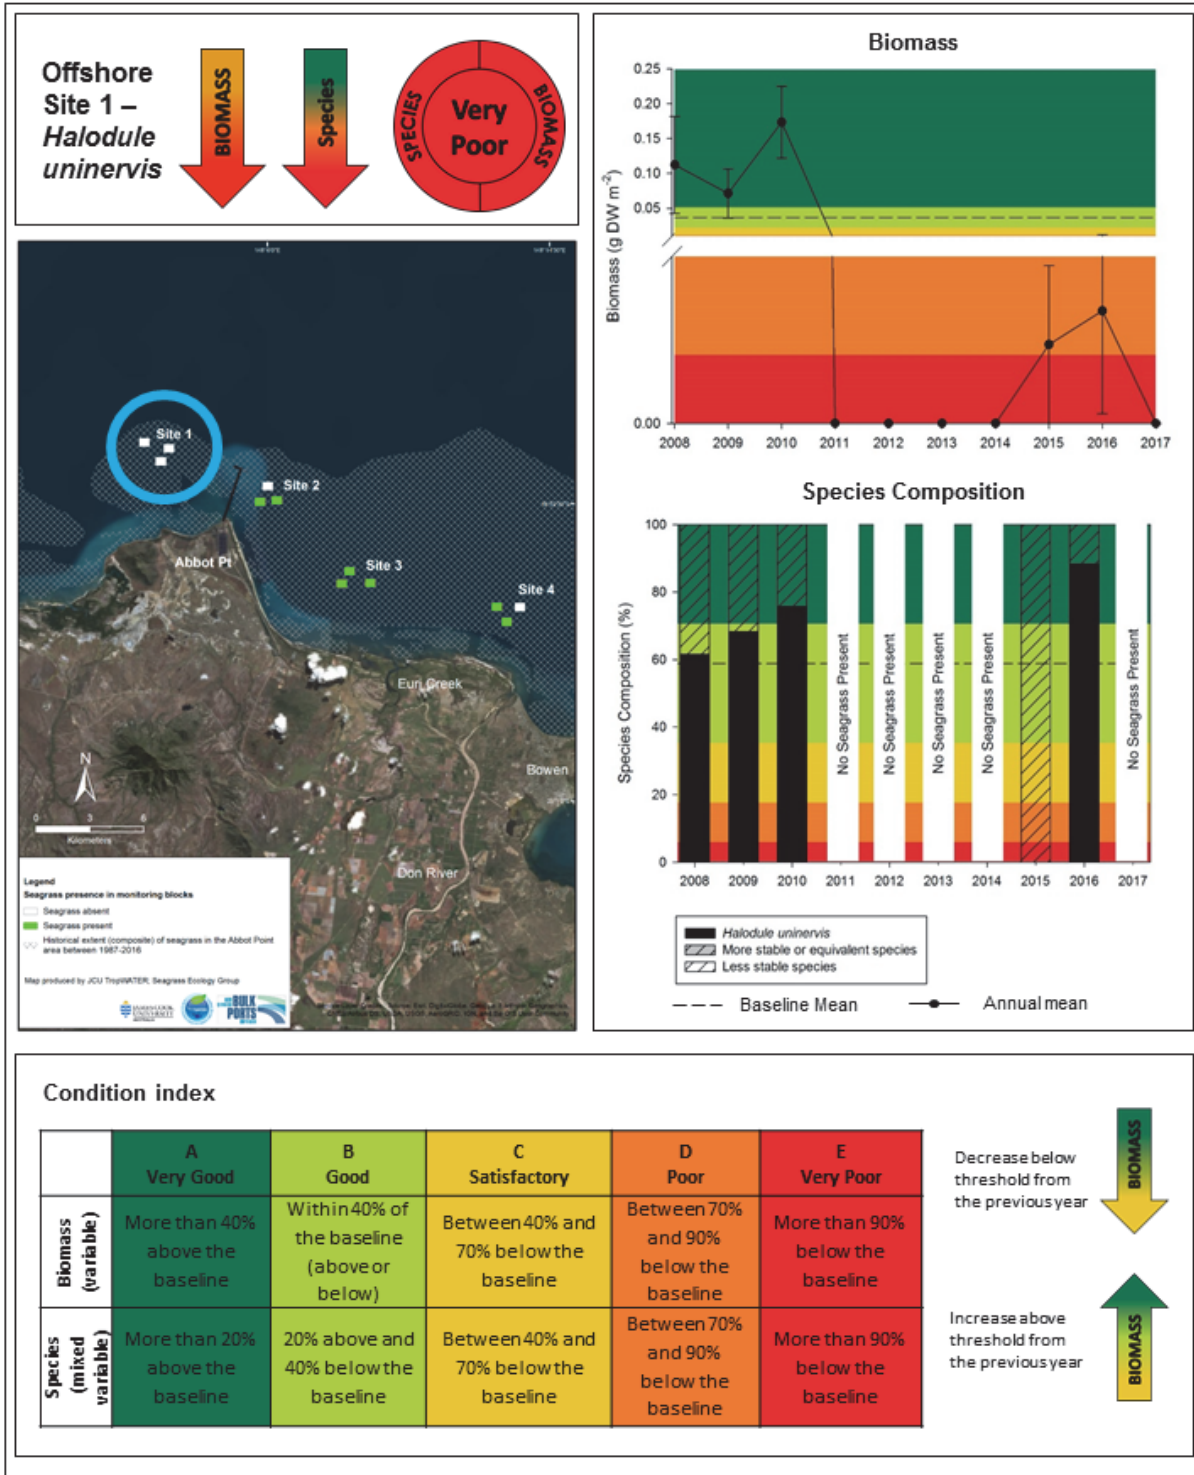 Offshore
Site 1 –
Halodule
uninervis
BIOMASS
Species
SPECIES
BIOMASS
Very
Poor
Site 1
Site 2
Site 3
Site 4
Abbot Pt
Euri Creek
Bowen
Don River
N
0 3 6
Kilometers
Legend
Seagrass presence in monitoring blocks
Seagrass absent
Seagrass present
Historical extent (composite) of seagrass in the Abbot Point
area between 1987-2016
Map produced by JCU TropWATER, Seagrass Ecology Group
JAMES COOK
UNIVERSITY
BULK
PORTS
Biomass
Biomass (g DW m-2)
0.25
0.20
0.15
0.10
0.05
0.00
2008 2009 2010 2011 2012 2013 2014 2015 2016 2017
Species Composition
Species Composition (%)
100
80
60
40
20
0
No Seagrass Present
No Seagrass Present
No Seagrass Present
No Seagrass Present
No Seagrass Present
2008 2009 2010 2011 2012 2013 2014 2015 2016 2017
Halodule uninervis
More stable or equivalent species
Less stable species
Baseline Mean
Annual mean
Condition index
A
Very Good
B
Good
C
Satisfactory
D
Poor
E
Very Poor
Biomass
(variable)
More than 40%
above the
baseline
Within 40% of
the baseline
(above or
below)
Between 40% and
70% below the
baseline
Between 70%
and 90%
below the
baseline
More than 90%
below the
baseline
Species
(mixed
variable)
More than 20%
above the
baseline
20% above and
40% below the
baseline
Between 40% and
70% below the
baseline
Between 70%
and 90%
below the
baseline
More than 90%
below the
baseline
Decrease below
threshold from
the previous year
BIOMASS
Increase above
threshold from
the previous year
BIOMASS